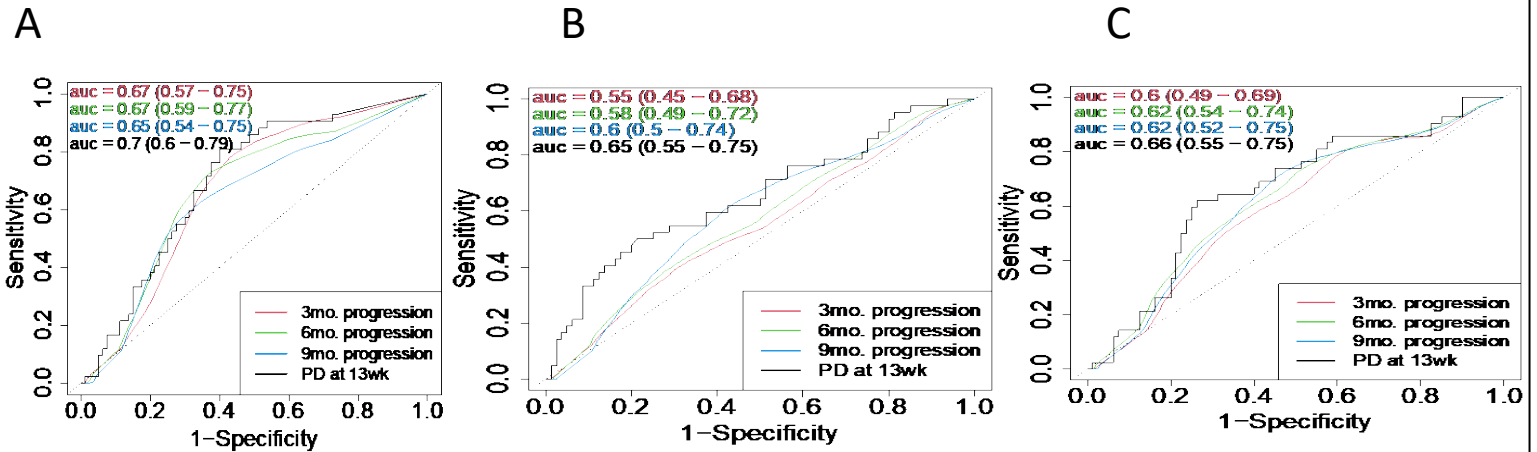 A
auc = 0.67 (0.57 − 0.75)
auc = 0.67 (0.59 − 0.77)
auc = 0.65 (0.54 − 0.75)
auc = 0.7 (0.6 − 0.79)
Sensitivity
1.0
0.8
0.6
0.4
0.2
0.0
3mo. progression
6mo. progression
9mo. progression
PD at 13wk
0.0 0.2 0.4 0.6 0.8 1.0
1−Specificity
B
auc = 0.55 (0.45 − 0.68)
auc = 0.58 (0.49 − 0.72)
auc = 0.6 (0.5 − 0.74)
auc = 0.65 (0.55 − 0.75)
Sensitivity
1.0
0.8
0.6
0.4
0.2
0.0
3mo. progression
6mo. progression
9mo. progression
PD at 13wk
0.0 0.2 0.4 0.6 0.8 1.0
1−Specificity
C
auc = 0.6 (0.49 − 0.69)
auc = 0.62 (0.54 − 0.74)
auc = 0.62 (0.52 − 0.75)
auc = 0.66 (0.55 − 0.75)
Sensitivity
1.0
0.8
0.6
0.4
0.2
0.0
3mo. progression
6mo. progression
9mo. progression
PD at 13wk
0.0 0.2 0.4 0.6 0.8 1.0
1−Specificity